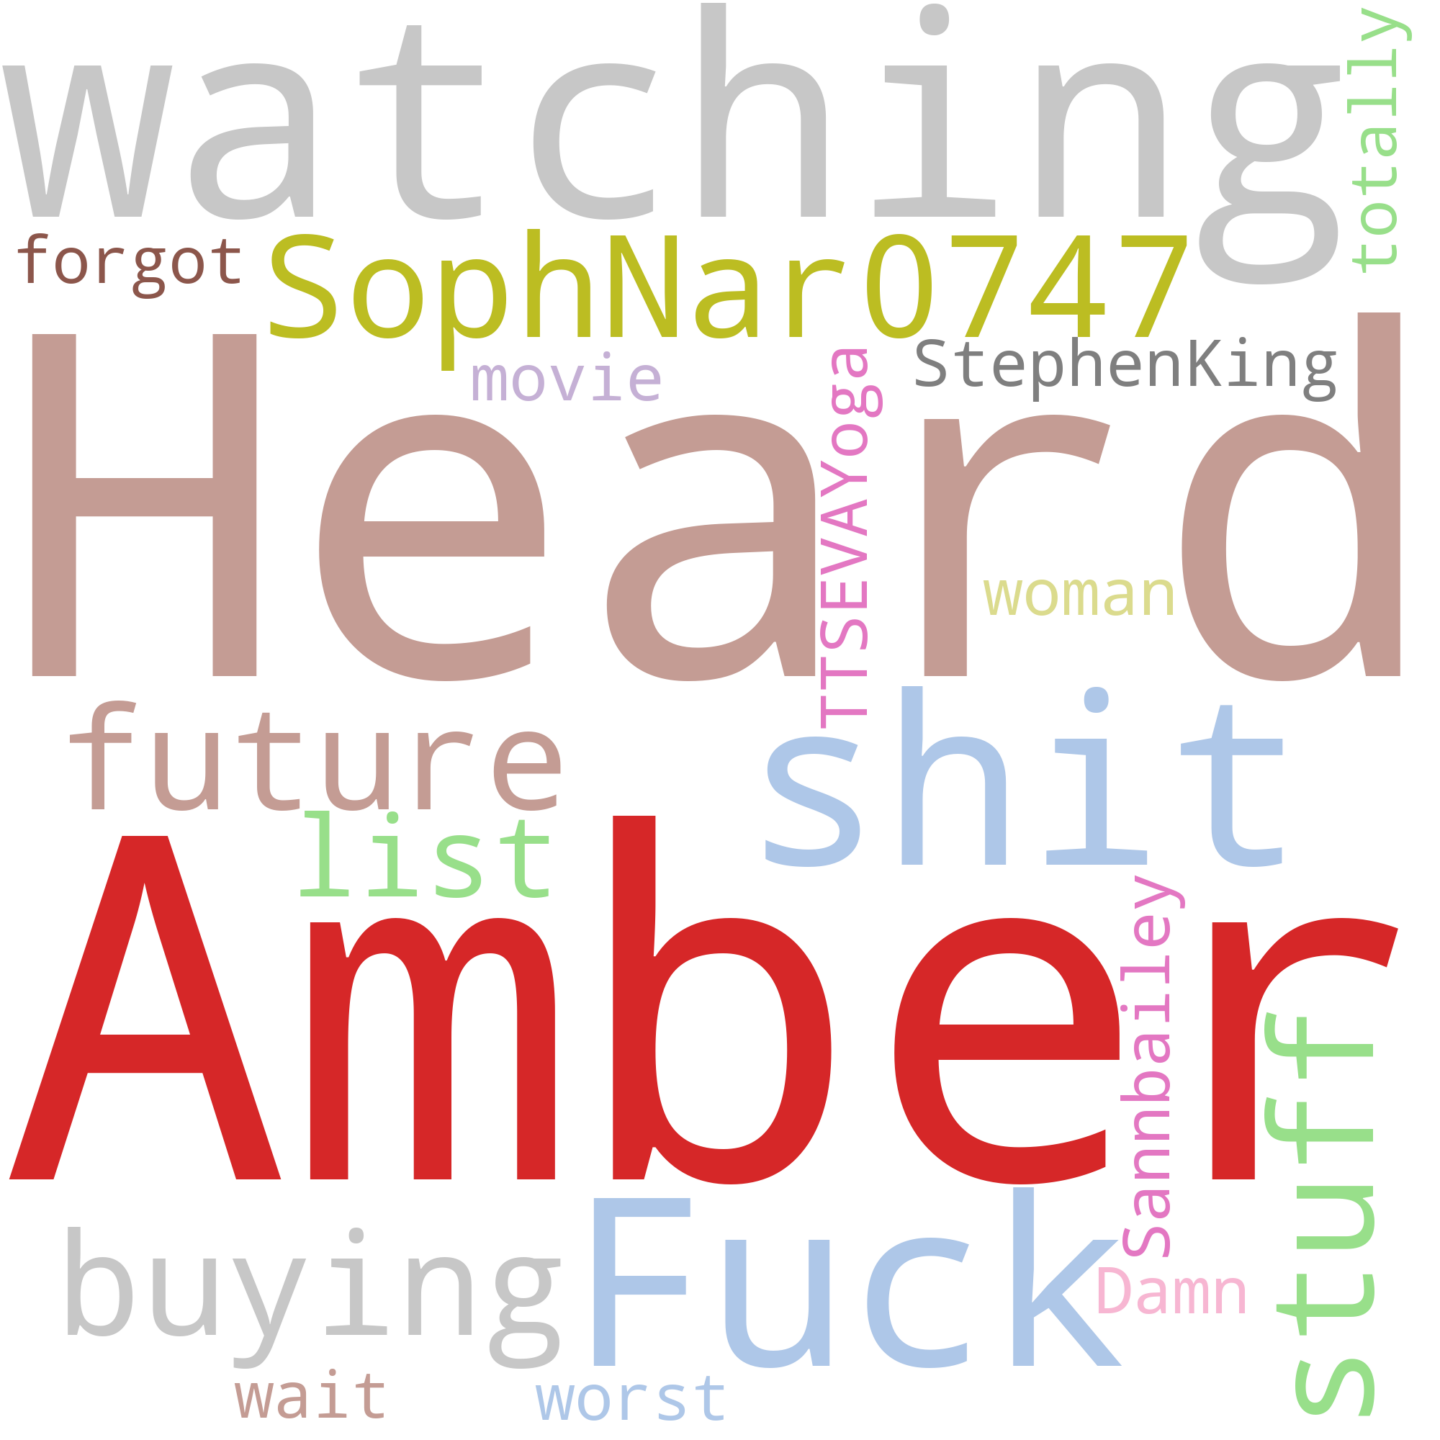 watching
totally
forgot
SophNar0747
movie
StephenKing
TTSEVAYoga
Heard
woman
future
shit
list
Amber
Sannbailey
stuff
buying
Fuck
Damn
wait
worst